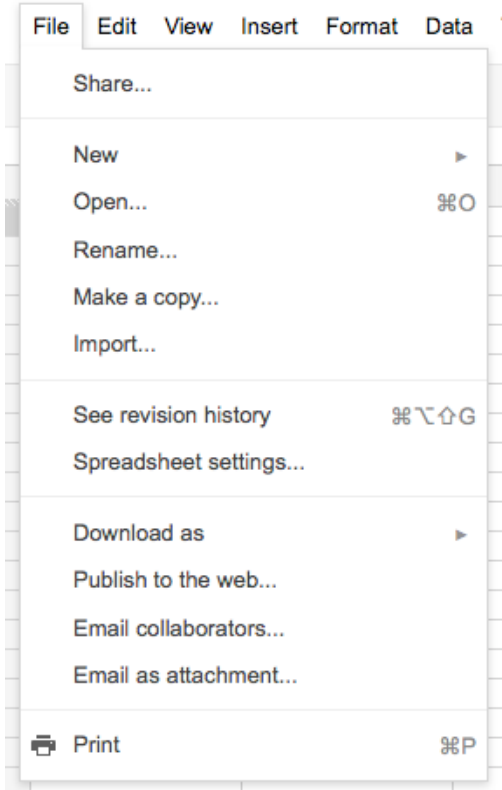 File Edit View Insert Format Data
Share...
New ►
Open... ⌘O
Rename...
Make a copy...
Import...
See revision history ⌘⌥⇧G
Spreadsheet settings...
Download as ►
Publish to the web...
Email collaborators...
Email as attachment...
Print ⌘P